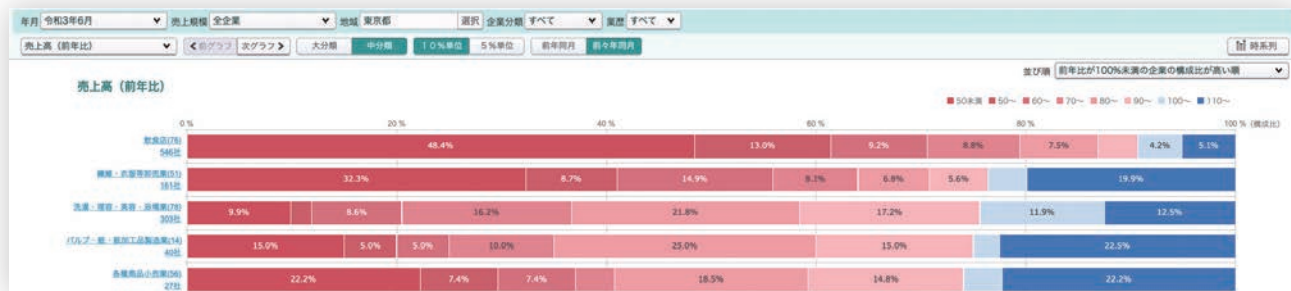 年月 令和3年6月 売上規模 全企業 地域 東京都 選択 企業分類 すべて 業歴 すべて
売上高（前年比） <前グラフ 次グラフ> 大分類 中分類 10%単位 5%単位 前年同月 前々年同月 時系列
並び順 前年比が100%未満の企業の構成比が高い順
売上高（前年比）
■50未満 ■50～ ■60～ ■70～ ■80～ ■90～ ■100～ ■110～
0 % 20 % 40 % 60 % 80 % 100 % (構成比)
飲食店(76) 48.4% 13.0% 9.2% 8.8% 7.5% 4.2% 5.1%
546社
繊維・衣服等卸売業(51) 32.3% 8.7% 14.9% 8.1% 6.8% 5.6% 19.9%
161社
洗濯・理容・美容・浴場業(78) 9.9% 8.6% 16.2% 21.8% 17.2% 11.9% 12.5%
303社
パルプ・紙・紙加工品製造業(14) 15.0% 5.0% 5.0% 10.0% 25.0% 15.0% 22.5%
40社
各種商品小売業(56) 22.2% 7.4% 7.4% 18.5% 14.8% 22.2%
27社